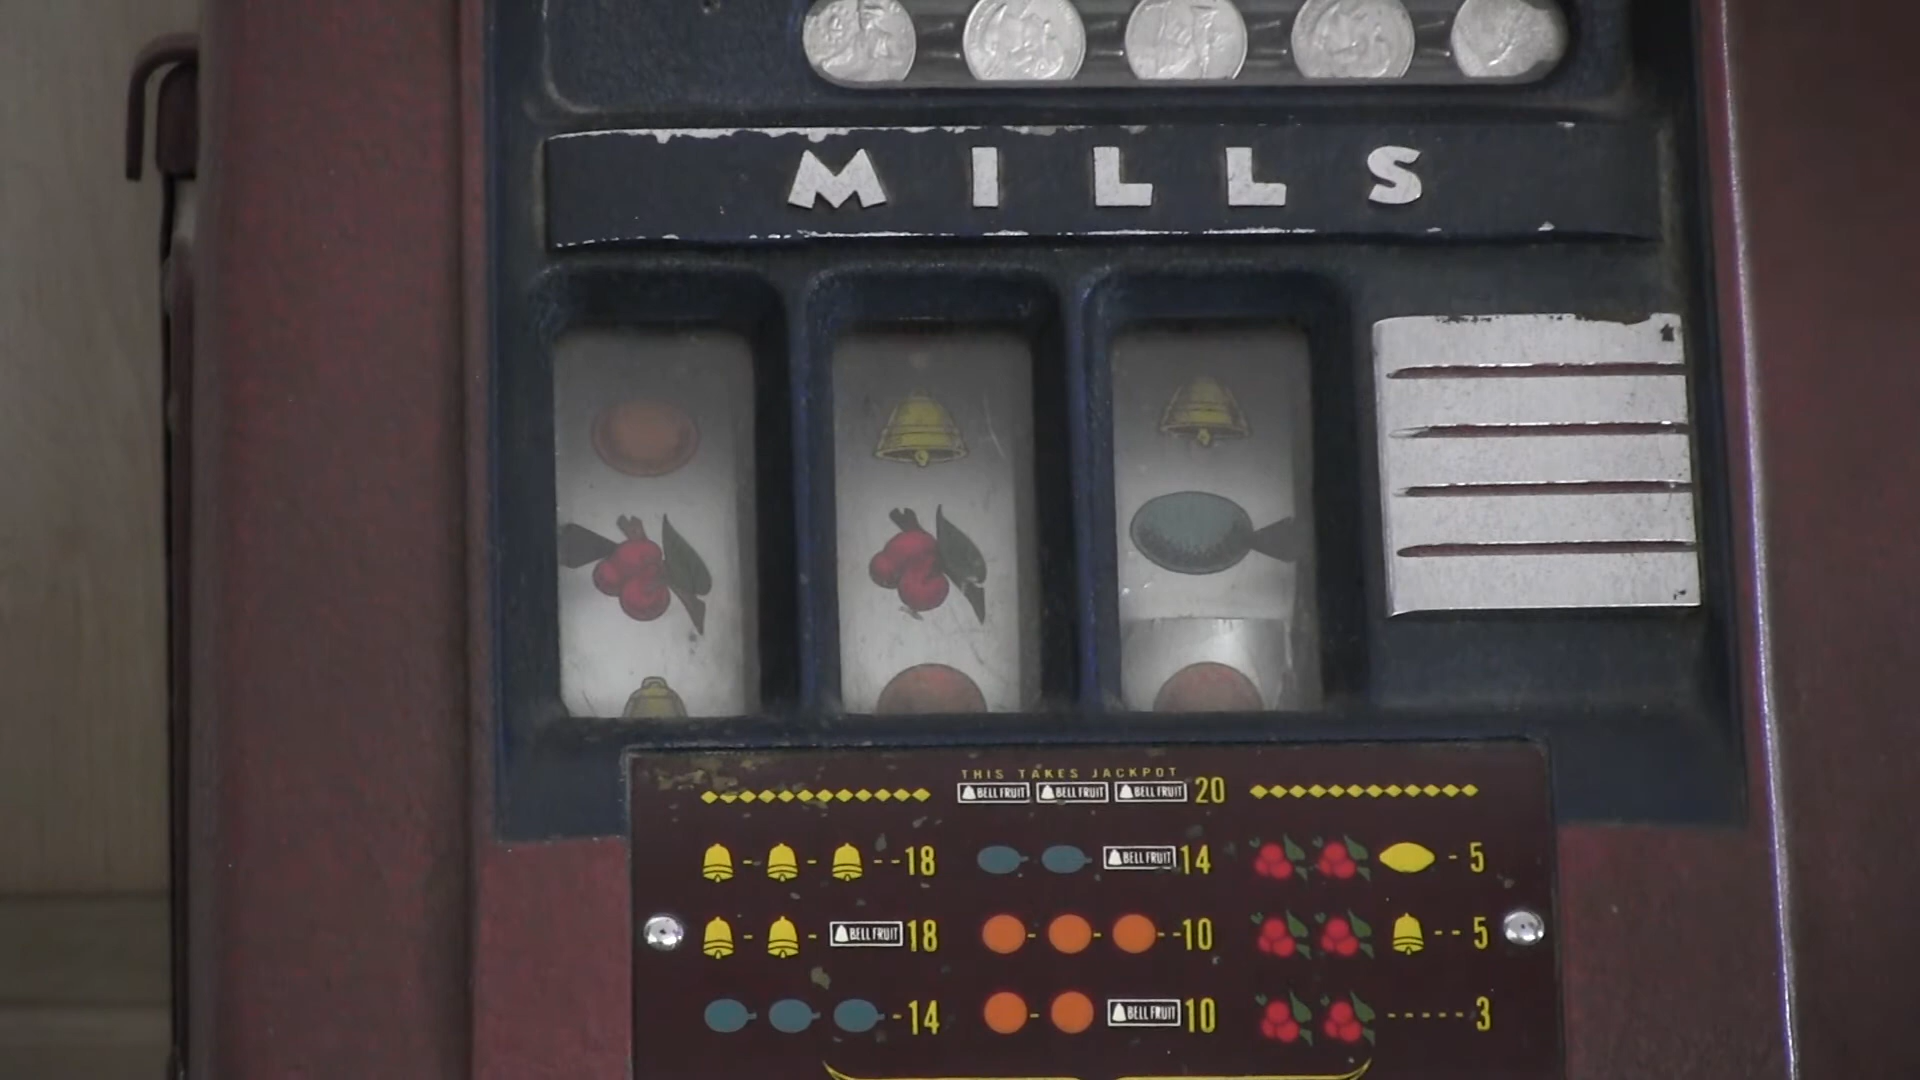 MILLS
THIS TAKES JACKPOT
BELL FRUIT BELL FRUIT BELL FRUIT 20
18 BELL FRUIT 14 5
BELL FRUIT 18 10 5
14 BELL FRUIT 10 3